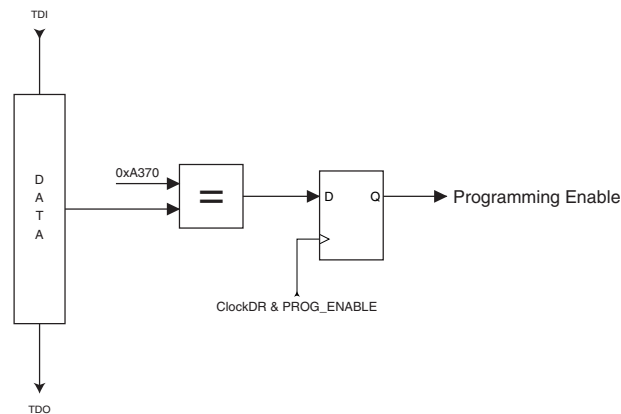 TDI
D
A
T
A
0xA370
=
D
Q
Programming Enable
ClockDR & PROG_ENABLE
TDO